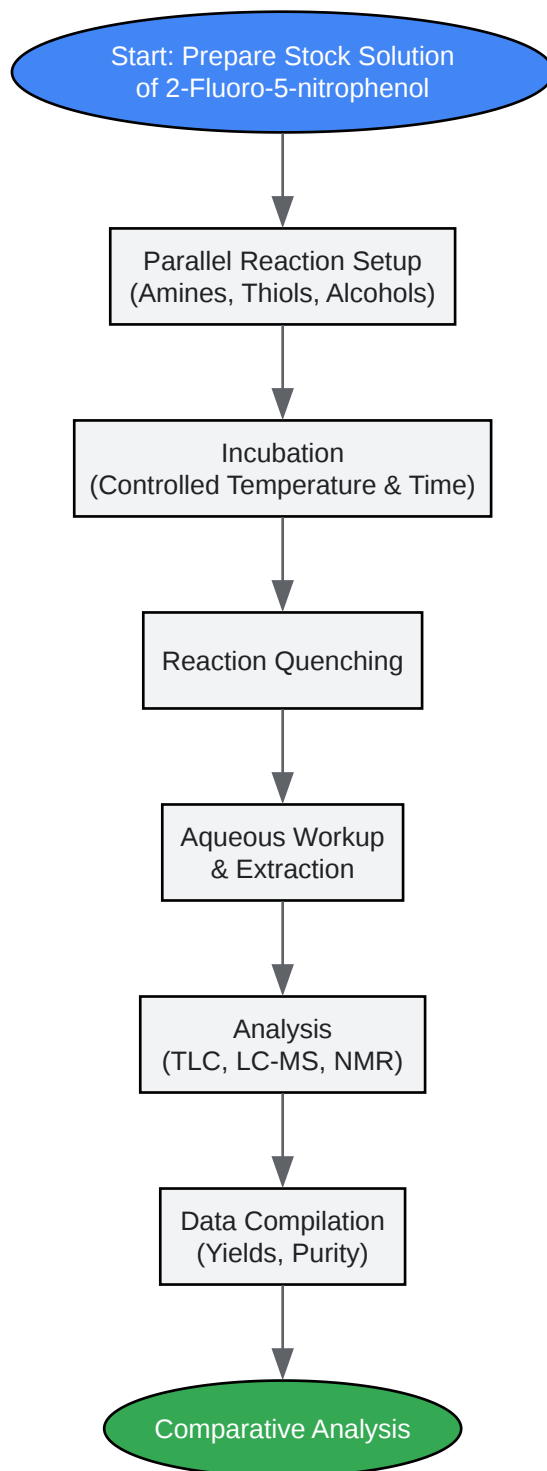 Start: Prepare Stock Solution
of 2-Fluoro-5-nitrophenol
Parallel Reaction Setup
(Amines, Thiols, Alcohols)
Incubation
(Controlled Temperature & Time)
Reaction Quenching
Aqueous Workup
& Extraction
Analysis
(TLC, LC-MS, NMR)
Data Compilation
(Yields, Purity)
Comparative Analysis